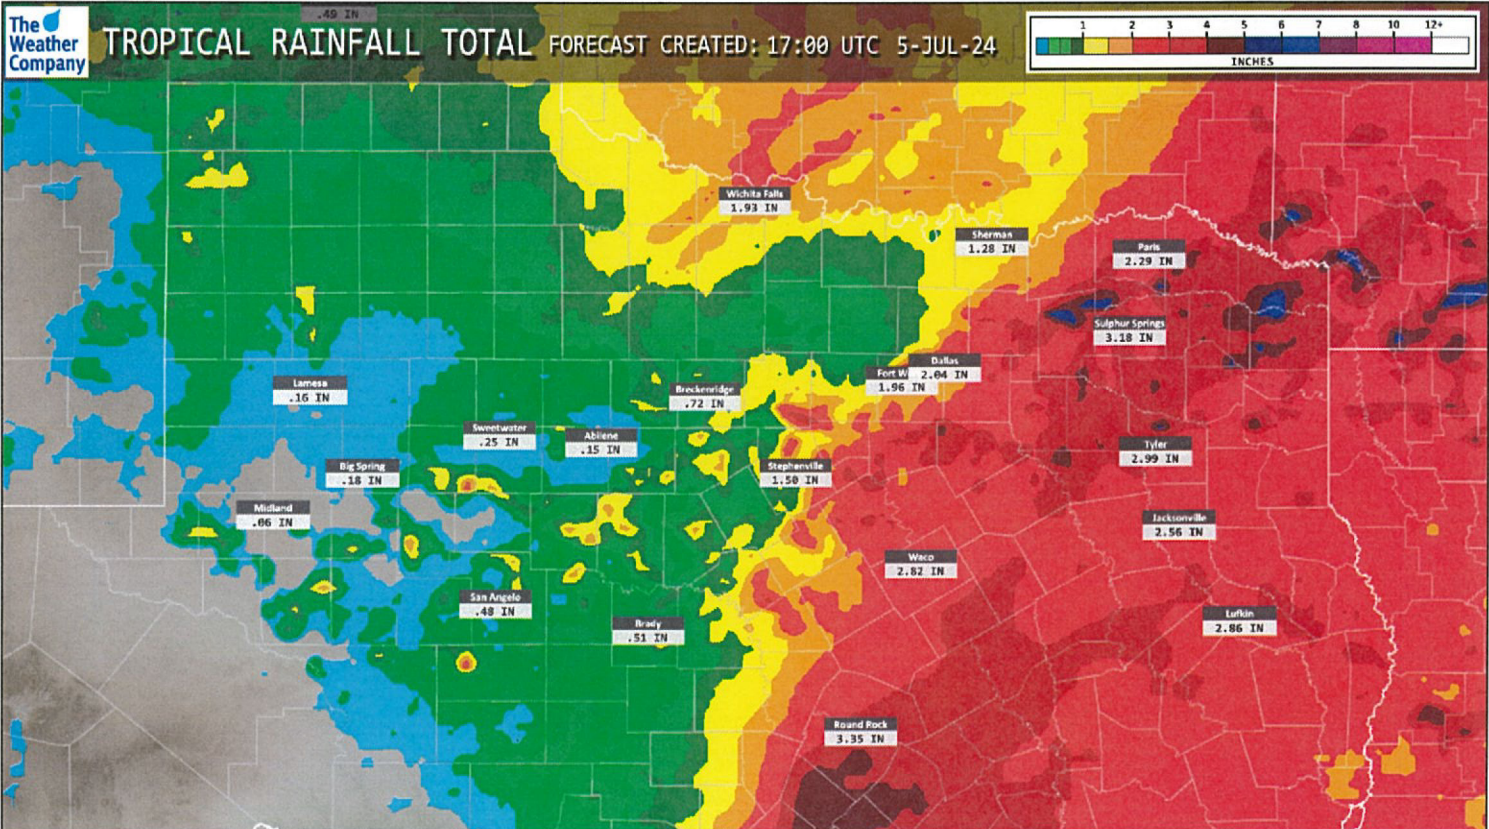 .49 IN
The
Weather
Company
TROPICAL RAINFALL TOTAL FORECAST CREATED: 17:00 UTC 5-JUL-24
1 2 3 4 5 6 7 8 10 12+
INCHES
Wichita Falls
1.93 IN
Sherman
1.28 IN
Paris
2.29 IN
Sulphur Springs
3.18 IN
Dallas
2.04 IN
Fort W
1.96 IN
Lamesa
.16 IN
Breckenridge
.72 IN
Sweetwater
.25 IN
Abilene
.15 IN
Tyler
2.99 IN
Big Spring
.18 IN
Stephenville
1.50 IN
Midland
.06 IN
Jacksonville
2.56 IN
Waco
2.82 IN
San Angelo
.48 IN
Brady
.51 IN
Lufkin
2.86 IN
Round Rock
3.35 IN